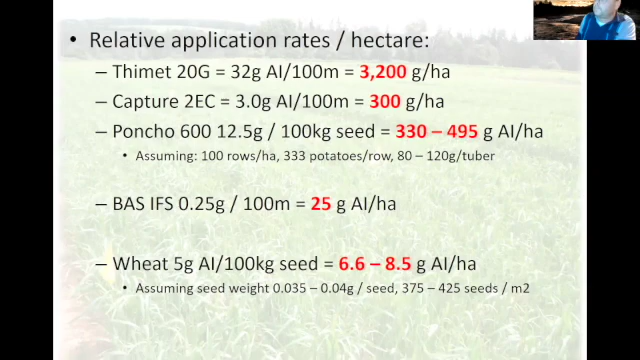 • Relative application rates / hectare:
– Thimet 20G = 32g AI/100m = 3,200 g/ha
– Capture 2EC = 3.0g AI/100m = 300 g/ha
– Poncho 600 12.5g / 100kg seed = 330 – 495 g AI/ha
• Assuming: 100 rows/ha, 333 potatoes/row, 80 – 120g/tuber
– BAS IFS 0.25g / 100m = 25 g AI/ha
– Wheat 5g AI/100kg seed = 6.6 – 8.5 g AI/ha
• Assuming seed weight 0.035 – 0.04g / seed, 375 – 425 seeds / m2